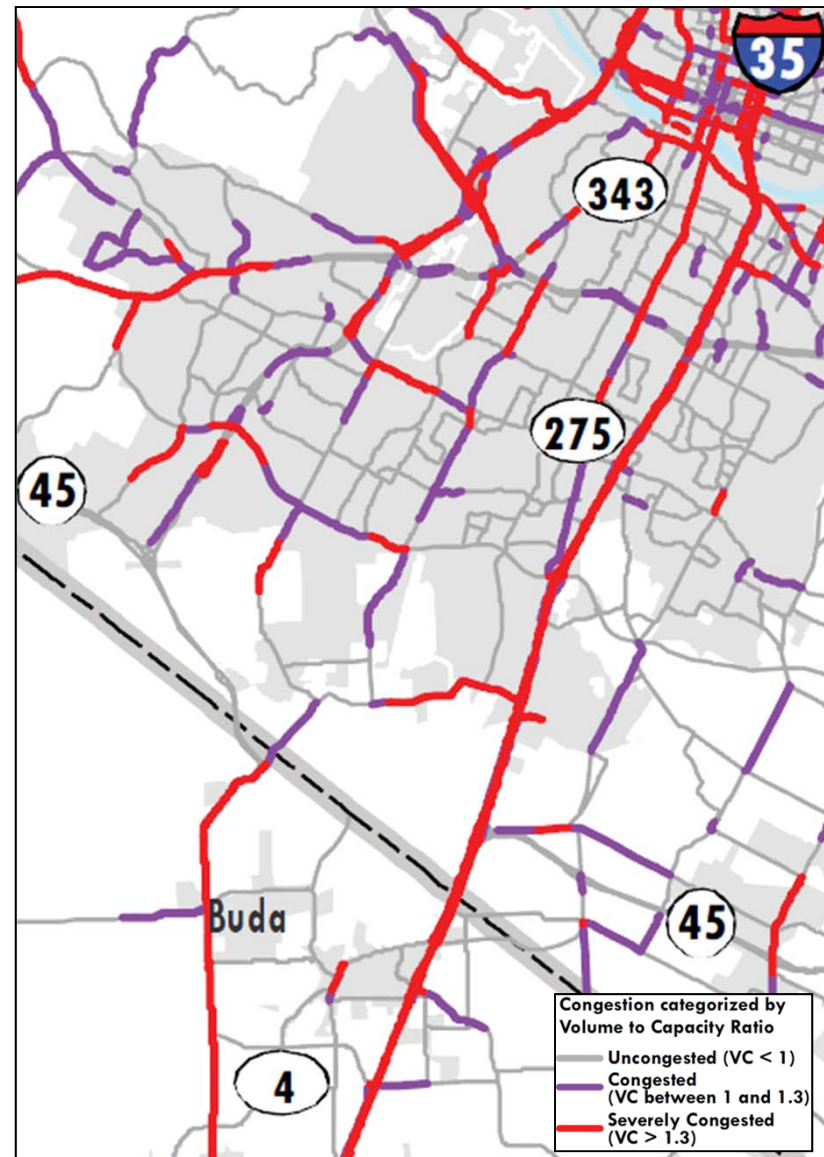 35
343
275
45
Buda
45
4
Congestion categorized by
Volume to Capacity Ratio
Uncongested (VC < 1)
Congested
(VC between 1 and 1.3)
Severely Congested
(VC > 1.3)